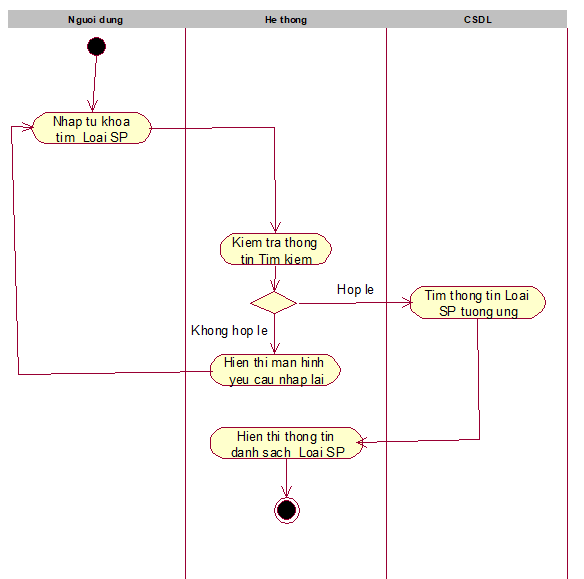 Nguoi dung
He thong
CSDL
Nhap tu khoa
tim Loai SP
Kiem tra thong
tin Tim kiem
Hop le
Tim thong tin Loai
SP tuong ung
Khong hop le
Hien thi man hinh
yeu cau nhap lai
Hien thi thong tin
danh sach Loai SP